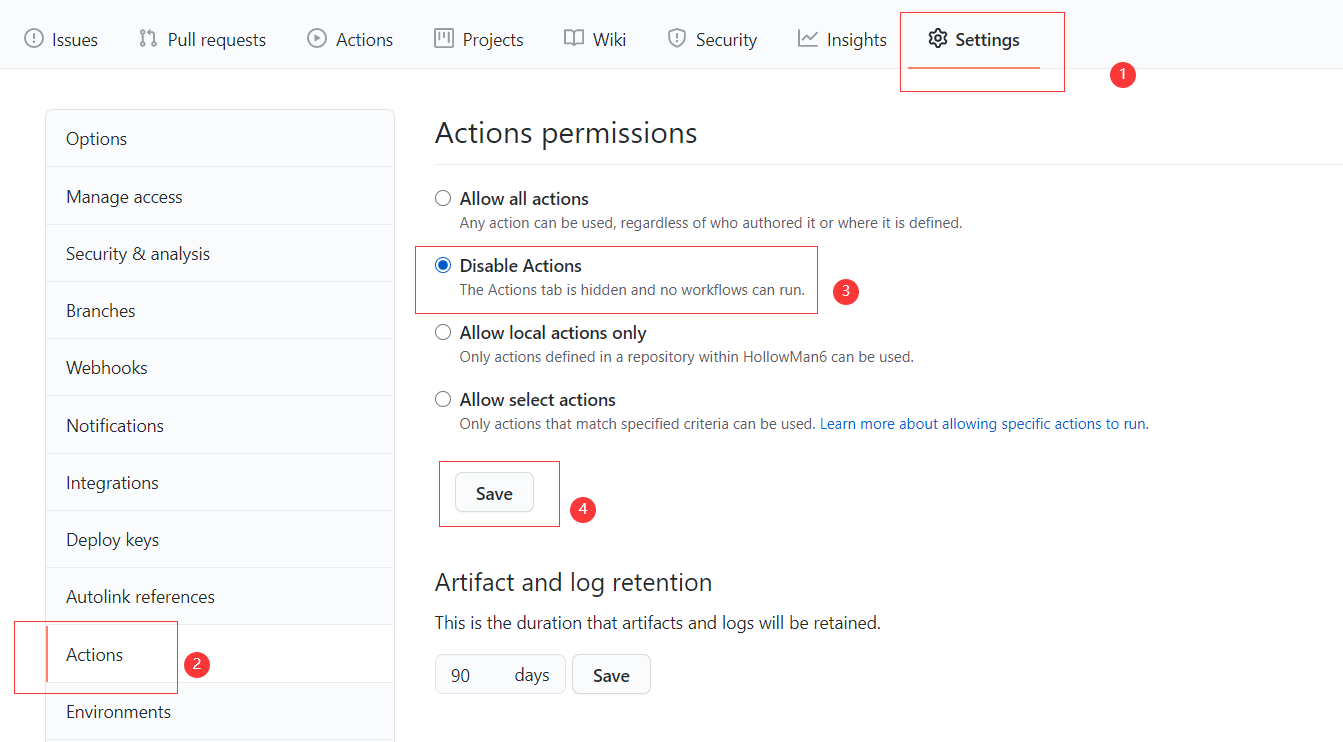 Issues Pull requests Actions Projects Wiki Security Insights Settings
1
Options
Manage access
Security & analysis
Branches
Webhooks
Notifications
Integrations
Deploy keys
Autolink references
Actions
2
Environments
Actions permissions
Allow all actions
Any action can be used, regardless of who authored it or where it is defined.
Disable Actions
The Actions tab is hidden and no workflows can run.
3
Allow local actions only
Only actions defined in a repository within HollowMan6 can be used.
Allow select actions
Only actions that match specified criteria can be used. Learn more about allowing specific actions to run.
Save
4
Artifact and log retention
This is the duration that artifacts and logs will be retained.
90 days Save